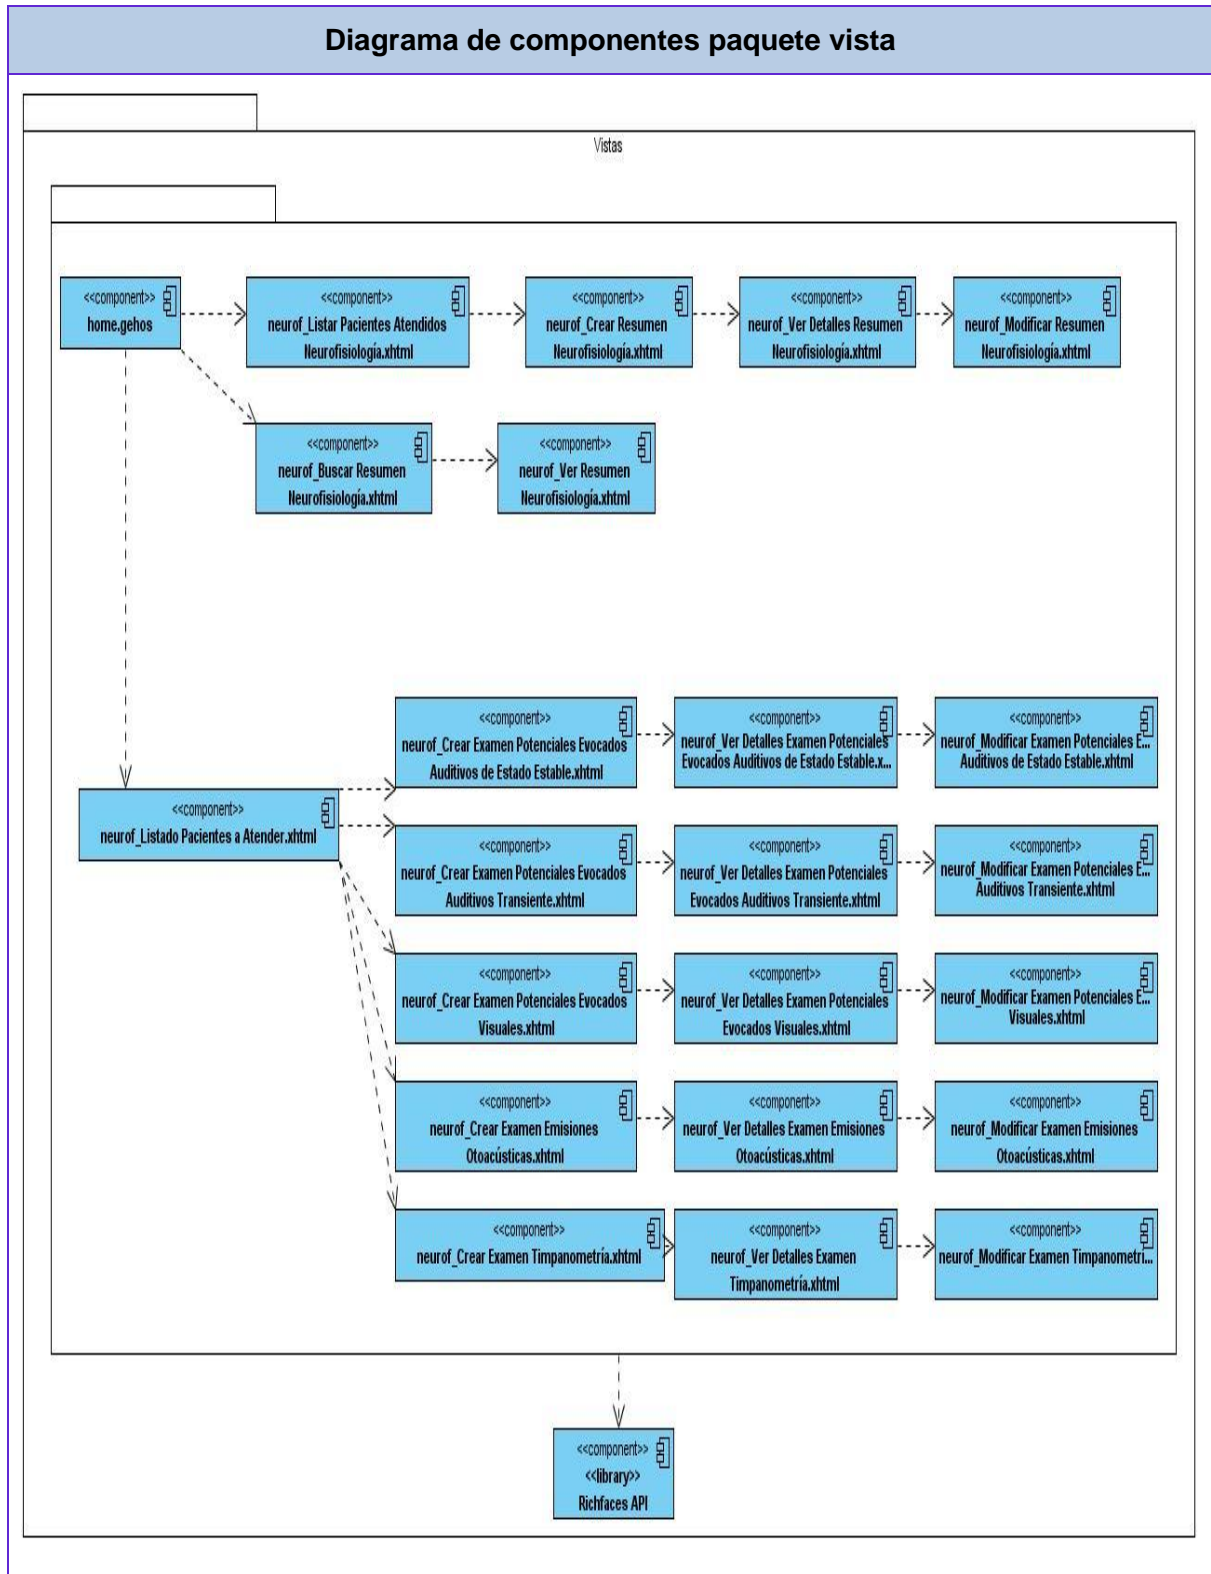 Diagrama de componentes paquete vista
Vistas
<<component>>
home.gehos
<<component>>
neurof_Listar Pacientes Atendidos
Neurofisiología.xhtml
<<component>>
neurof_Crear Resumen
Neurofisiología.xhtml
<<component>>
neurof_Ver Detalles Resumen
Neurofisiología.xhtml
<<component>>
neurof_Modificar Resumen
Neurofisiología.xhtml
<<component>>
neurof_Buscar Resumen
Neurofisiología.xhtml
<<component>>
neurof_Ver Resumen
Neurofisiología.xhtml
<<component>>
neurof_Crear Examen Potenciales Evocados
Auditivos de Estado Estable.xhtml
<<component>>
neurof_Ver Detalles Examen Potenciales
Evocados Auditivos de Estado Estable.x...
<<component>>
neurof_Modificar Examen Potenciales E...
Auditivos de Estado Estable.xhtml
<<component>>
neurof_Listado Pacientes a Atender.xhtml
<<component>>
neurof_Crear Examen Potenciales Evocados
Auditivos Transiente.xhtml
<<component>>
neurof_Ver Detalles Examen Potenciales
Evocados Auditivos Transiente.xhtml
<<component>>
neurof_Modificar Examen Potenciales E...
Auditivos Transiente.xhtml
<<component>>
neurof_Crear Examen Potenciales Evocados
Visuales.xhtml
<<component>>
neurof_Ver Detalles Examen Potenciales
Evocados Visuales.xhtml
<<component>>
neurof_Modificar Examen Potenciales E...
Visuales.xhtml
<<component>>
neurof_Crear Examen Emisiones
Otoacústicas.xhtml
<<component>>
neurof_Ver Detalles Examen Emisiones
Otoacústicas.xhtml
<<component>>
neurof_Modificar Examen Emisiones
Otoacústicas.xhtml
<<component>>
neurof_Crear Examen Timpanometría.xhtml
<<component>>
neurof_Ver Detalles Examen
Timpanometría.xhtml
<<component>>
neurof_Modificar Examen Timpanometri...
<<component>>
<<library>>
Richfaces API